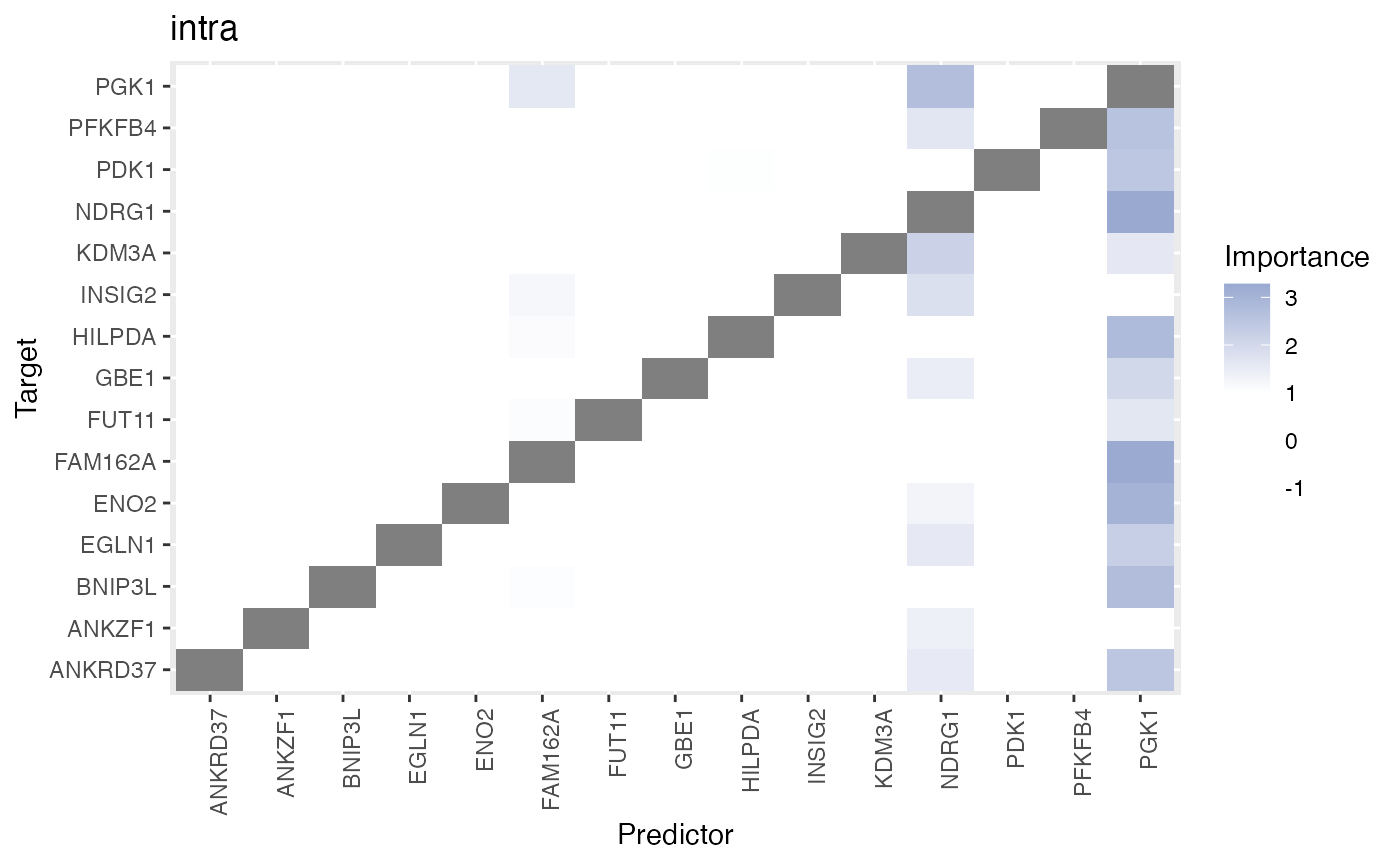 intra
PGK1
PFKFB4
PDK1
NDRG1
KDM3A
INSIG2
HILPDA
GBE1
FUT11
FAM162A
ENO2
EGLN1
BNIP3L
ANKZF1
ANKRD37
Target
ANKRD37
ANKZF1
BNIP3L
EGLN1
ENO2
FAM162A
FUT11
GBE1
HILPDA
INSIG2
KDM3A
NDRG1
PDK1
PFKFB4
PGK1
Predictor
Importance
3
2
1
0
-1